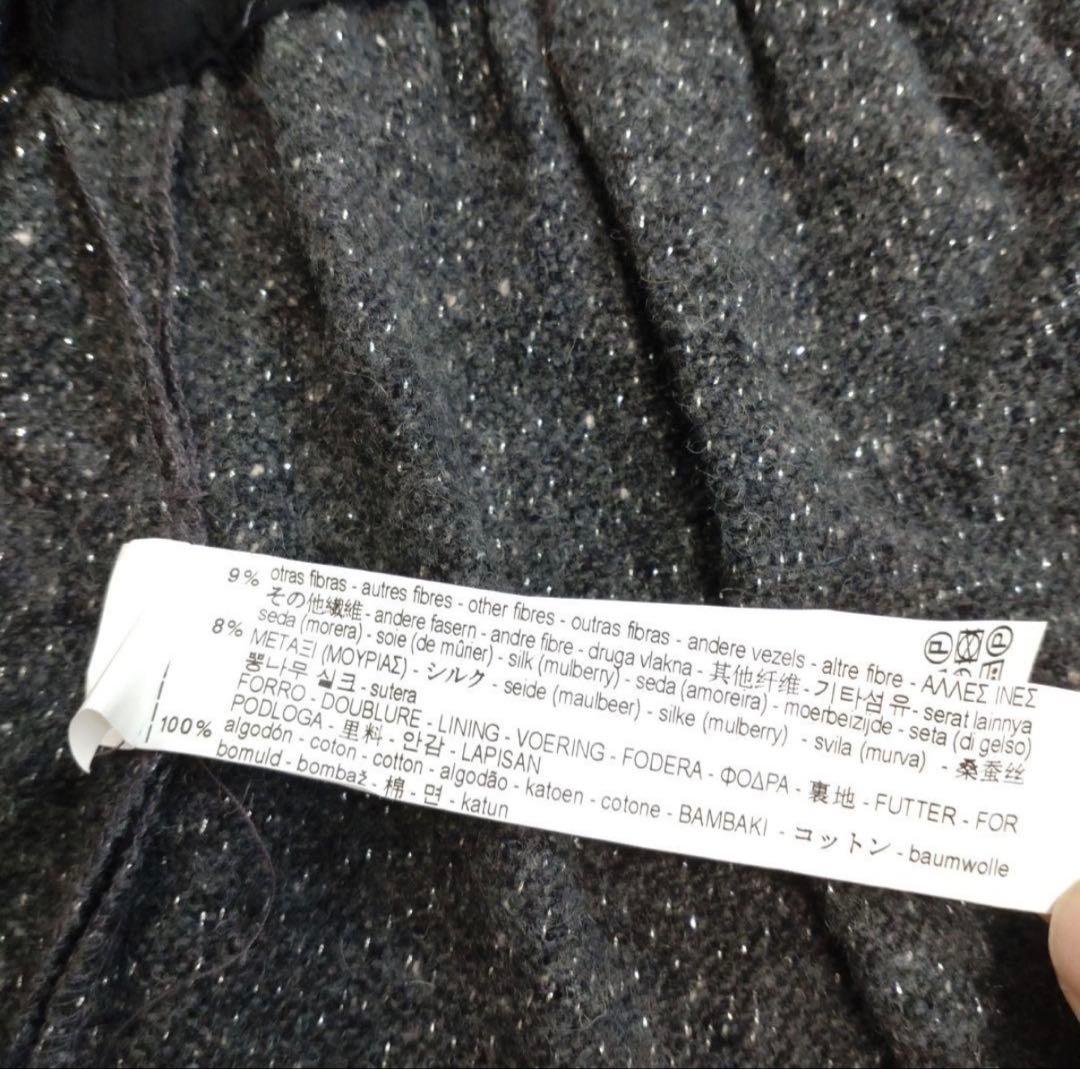 9% otras fibras - autres fibres - other fibres - outras fibras - andere vezels - altre fibre - ΑΛΛΕΣ ΙΝΕΣ
その他繊維 - andere fasern - andre fibre - druga vlakna - 其他纤维 - 기타섬유 - serat lainnya
8% seda (morera) - soie (de mûrier) - silk (mulberry) - seda (amoreira) - moerbeizijde - seta (di gelso)
ΜΕΤΑΞΙ (ΜΟΥΡΙΑΣ) - シルク - seide (maulbeer) - silke (mulberry) - svila (murva) - 桑蚕丝
뽕나무 실크 - sutera
FORRO - DOUBLURE - LINING - VOERING - FODERA - ΦΟΔΡΑ - 裏地 - FUTTER - FOR
PODLOGA - 里料 - 안감 - LAPISAN
100% algodón - coton - cotton - algodão - katoen - cotone - BAMBAKI - コットン - baumwolle
bomuld - bombaž - 棉 - 면 - katun